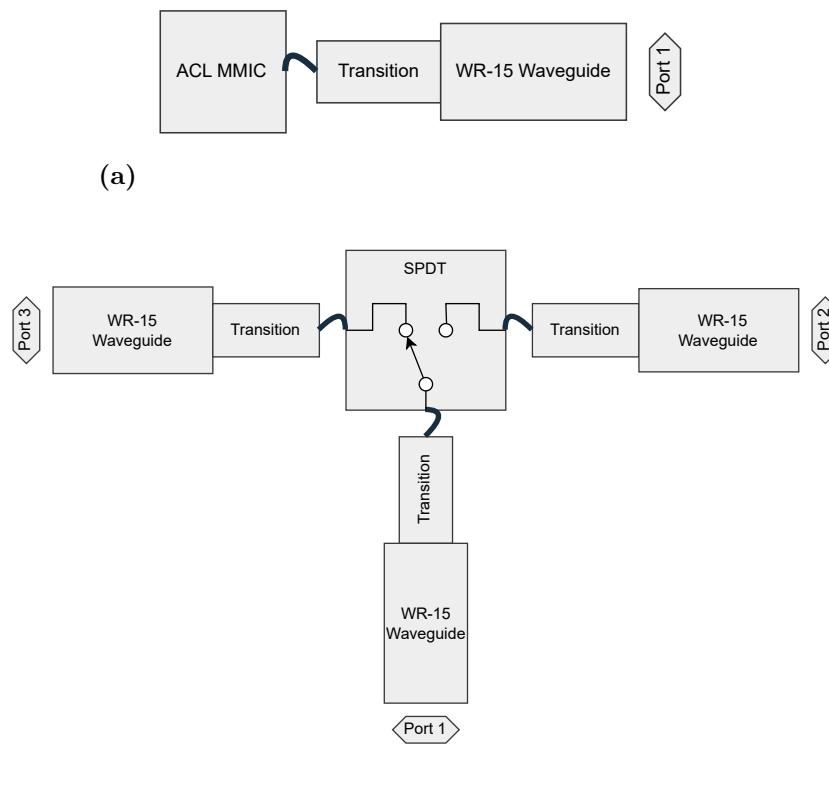 ACL MMIC
Transition
WR-15 Waveguide
Port 1
(a)
SPDT
Port 3
WR-15
Waveguide
Transition
Transition
WR-15
Waveguide
Port 2
Transition
WR-15
Waveguide
Port 1